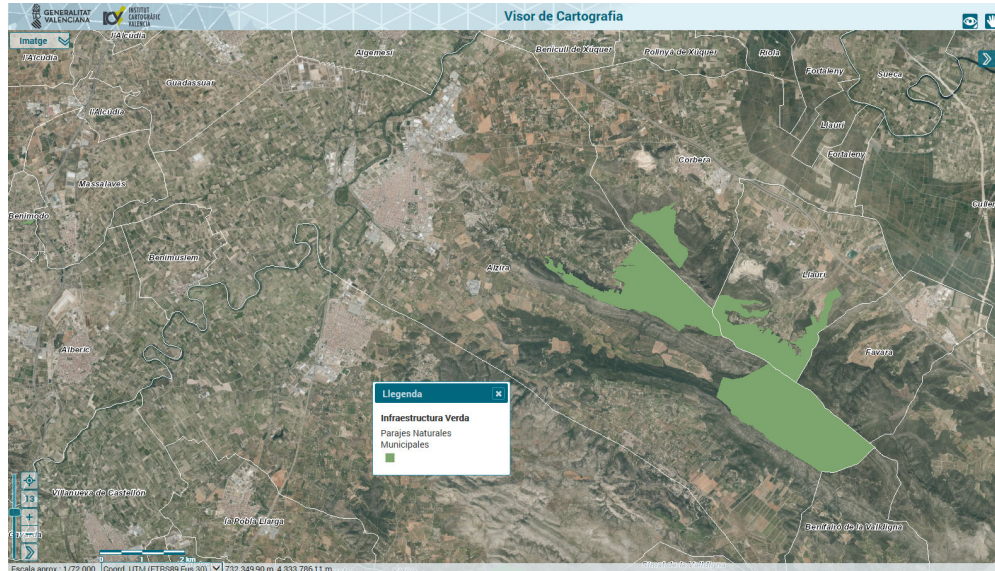 GENERALITAT
VALENCIANA
INSTITUT
CARTOGRÀFIC
VALENCIÀ
Visor de Cartografia
Imatge
l'Alcúdia
l'Alcúdia
Algemesí
Benicull de Xúquer
Polinyà de Xúquer
Riola
Fortaleny
Sueca
Guadassuar
l'Alcúdia
Llaurí
Corbera
Fortaleny
Massalavés
Benimodo
Benimuslem
Alzira
Llaurí
Alberic
Favara
Llegenda
Infraestructura Verda
Parajes Naturales
Municipales
13
Villanueva de Castellón
la Pobla Llarga
Benifairó de la Valldigna
0
2 km
Escala aprox.: 1/72.000
Coord. UTM (ETRS89 Fus 30)
732.349,90 m, 4.333.786,11 m